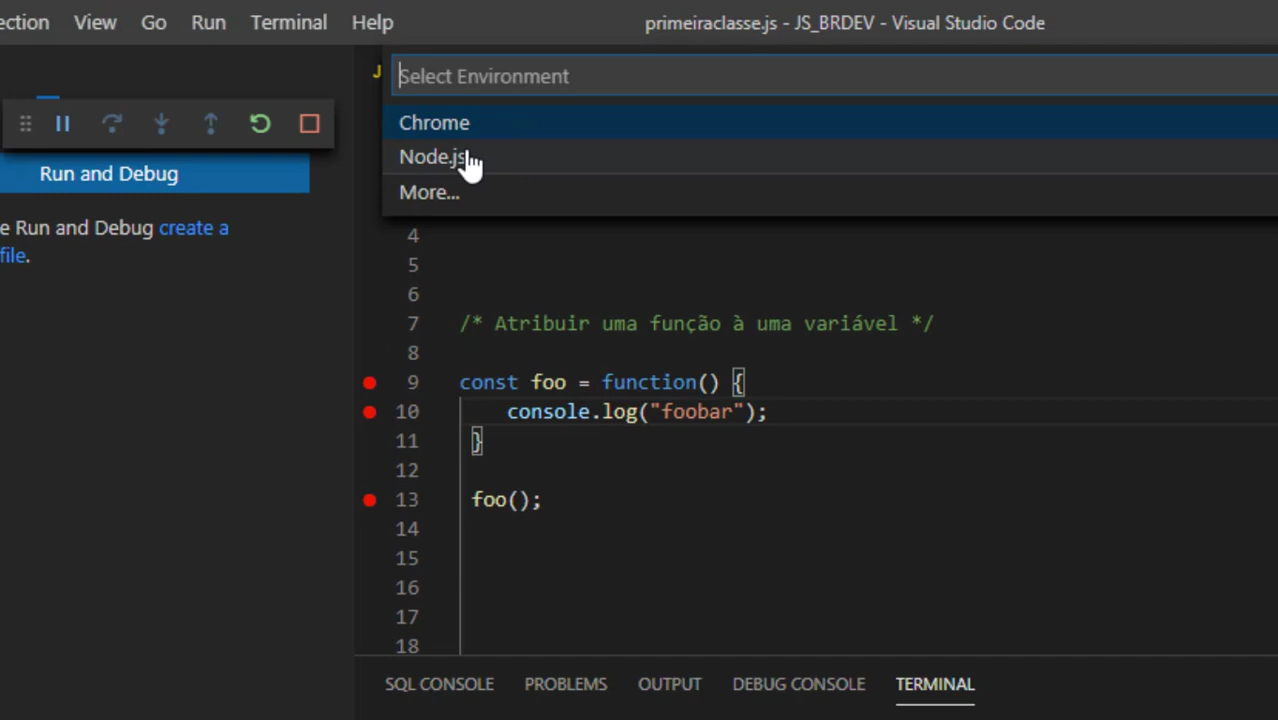 ection View Go Run Terminal Help primeiraclasse.js - JS_BRDEV - Visual Studio Code
J Select Environment
Chrome
Node.js
More...
Run and Debug
e Run and Debug create a
file.
4
5
6
7 /* Atribuir uma função à uma variável */
8
9 const foo = function() {
10 console.log("foobar");
11 }
12
13 foo();
14
15
16
17
18
SQL CONSOLE PROBLEMS OUTPUT DEBUG CONSOLE TERMINAL